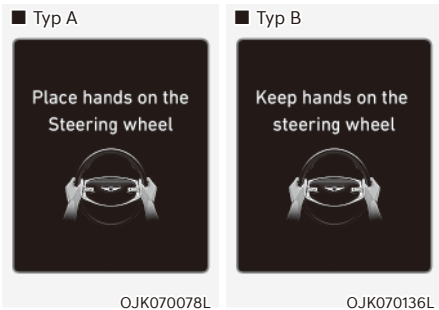 ■ Typ A
Place hands on the
Steering wheel
OJK070078L
■ Typ B
Keep hands on the
steering wheel
OJK070136L